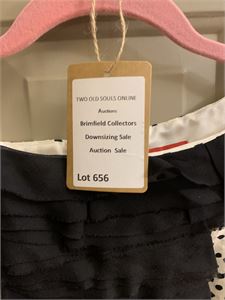 TWO OLD SOULS ONLINE
Auctions
Brimfield Collectors
Downsizing Sale
Auction Sale
Lot 656